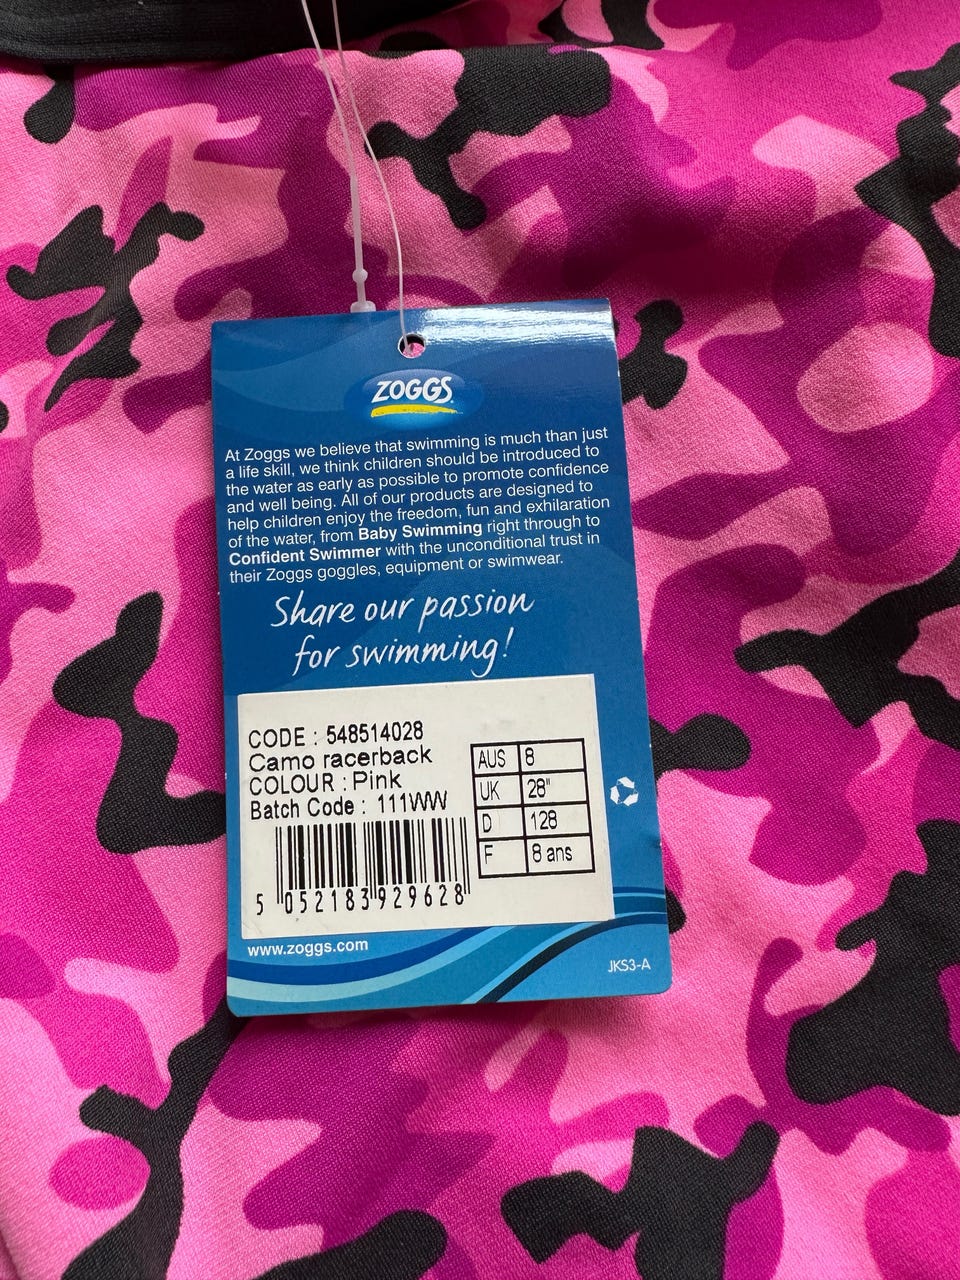 ZOGGS
At Zoggs we believe that swimming is much than just
a life skill, we think children should be introduced to
the water as early as possible to promote confidence
and well being. All of our products are designed to
help children enjoy the freedom, fun and exhilaration
of the water, from Baby Swimming right through to
Confident Swimmer with the unconditional trust in
their Zoggs goggles, equipment or swimwear.
Share our passion
for swimming!
CODE : 548514028
Camo racerback
COLOUR : Pink
Batch Code : 111WW
AUS 8
UK 28"
D 128
F 8 ans
5 052183 929628
www.zoggs.com
JKS3-A